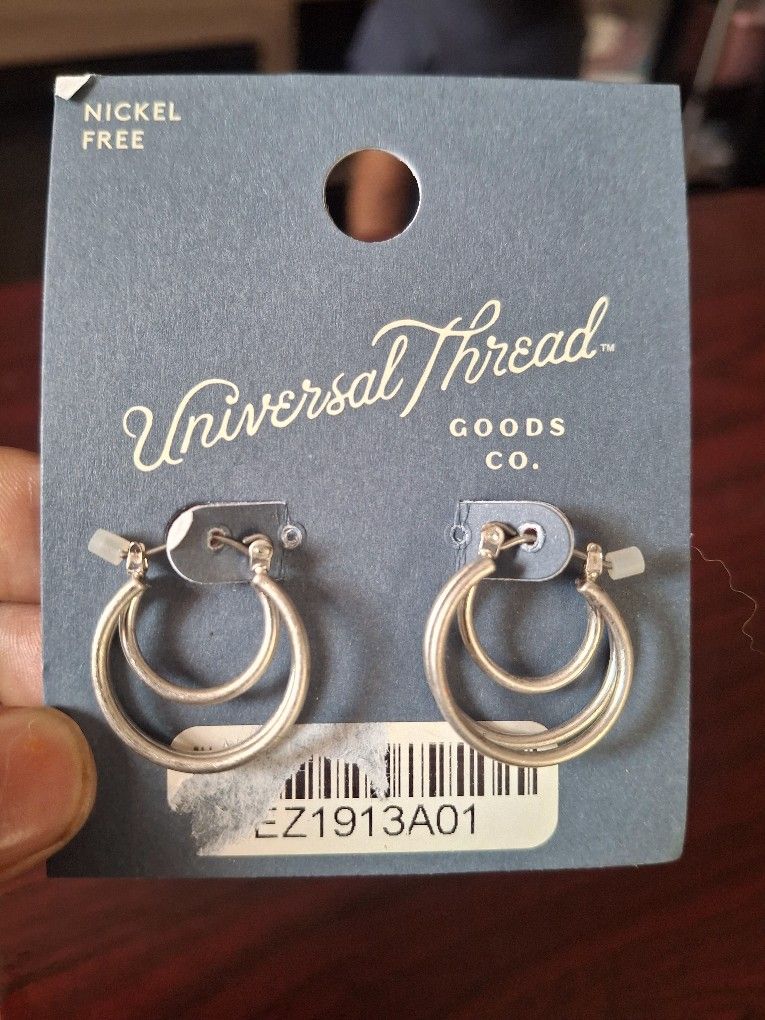 NICKEL
FREE
Universal Thread™
GOODS
CO.
EZ1913A01